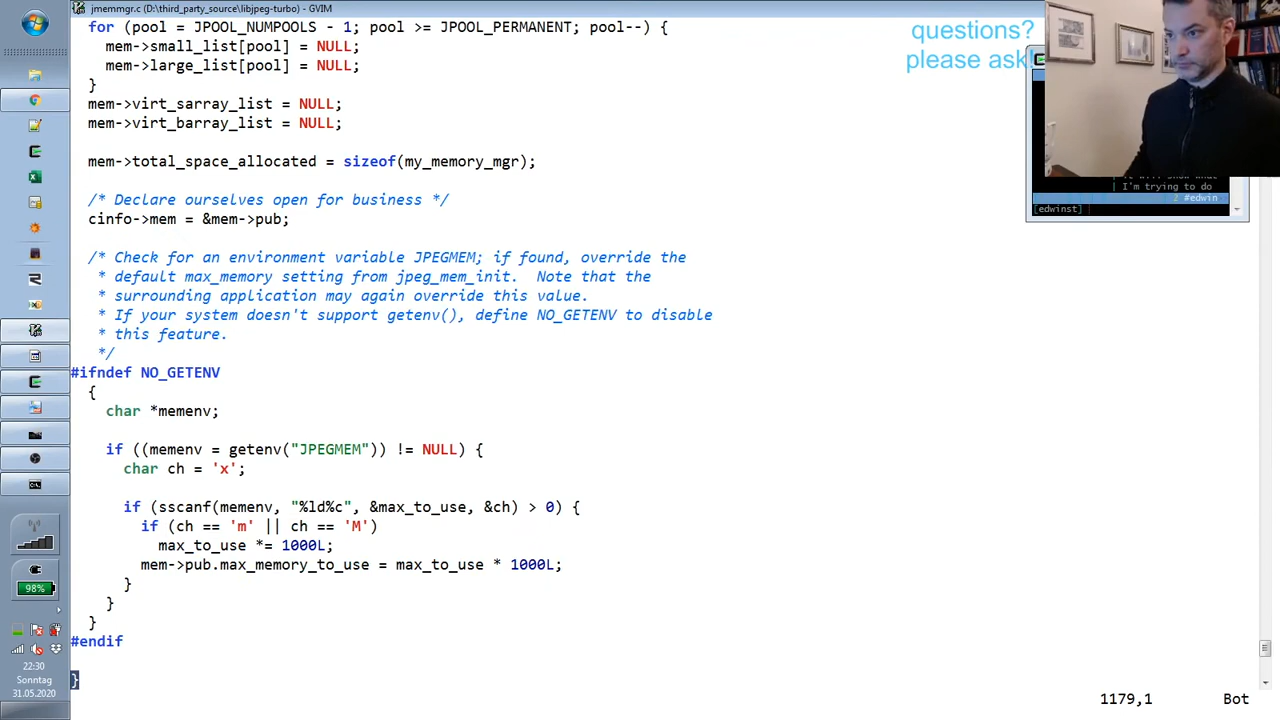 jmemmgr.c (D:\third_party_source\libjpeg-turbo) - GVIM
for (pool = JPOOL_NUMPOOLS - 1; pool >= JPOOL_PERMANENT; pool--) {
mem->small_list[pool] = NULL;
mem->large_list[pool] = NULL;
}
mem->virt_sarray_list = NULL;
mem->virt_barray_list = NULL;
mem->total_space_allocated = sizeof(my_memory_mgr);
/* Declare ourselves open for business */
cinfo->mem = &mem->pub;
/* Check for an environment variable JPEGMEM; if found, override the
* default max_memory setting from jpeg_mem_init.  Note that the
* surrounding application may again override this value.
* If your system doesn't support getenv(), define NO_GETENV to disable
* this feature.
*/
#ifndef NO_GETENV
{
char *memenv;
if ((memenv = getenv("JPEGMEM")) != NULL) {
char ch = 'x';
if (sscanf(memenv, "%ld%c", &max_to_use, &ch) > 0) {
if (ch == 'm' || ch == 'M')
max_to_use *= 1000L;
mem->pub.max_memory_to_use = max_to_use * 1000L;
}
}
}
#endif
}
1179,1 Bot
questions?
please ask!
| I'm trying to do
2 #edwin
[edwinst]
98%
22:30
Sonntag
31.05.2020